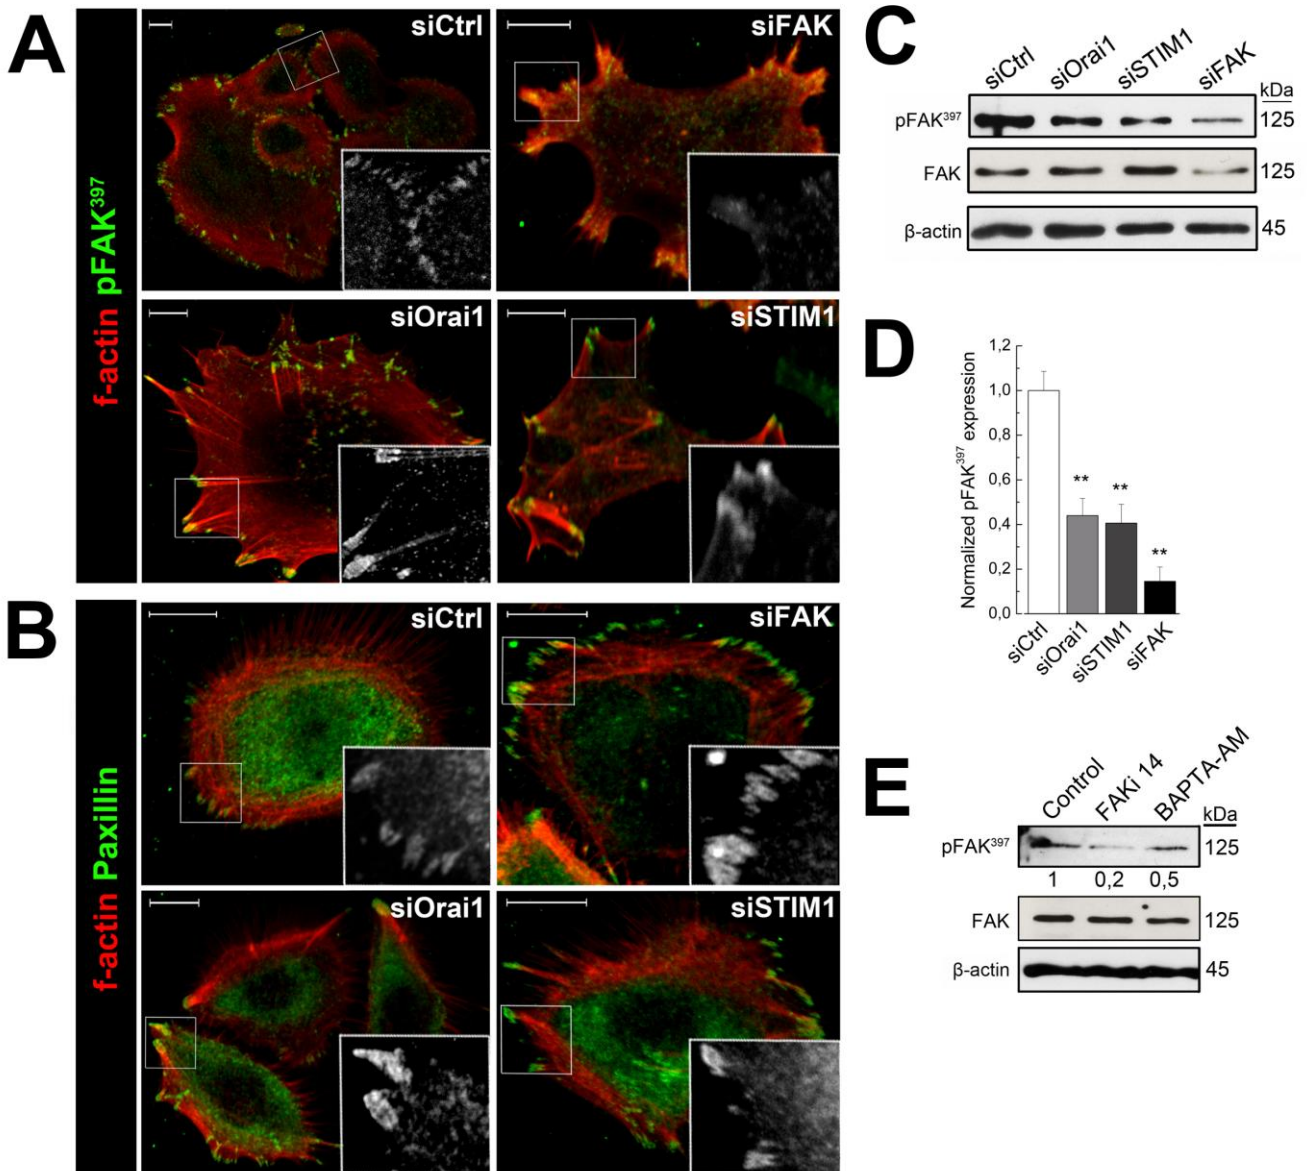 A
f-actin pFAK³⁹⁷
siCtrl
siFAK
siOrai1
siSTIM1
B
f-actin Paxillin
siCtrl
siFAK
siOrai1
siSTIM1
C
siCtrl siOrai1 siSTIM1 siFAK
kDa
pFAK³⁹⁷ 125
FAK 125
β-actin 45
D
Normalized pFAK³⁹⁷ expression
1,2
1,0
0,8
0,6
0,4
0,2
0,0
** ** **
siCtrl siOrai1 siSTIM1 siFAK
E
Control FAKi 14 BAPTA-AM
kDa
pFAK³⁹⁷ 125
1 0,2 0,5
FAK 125
β-actin 45